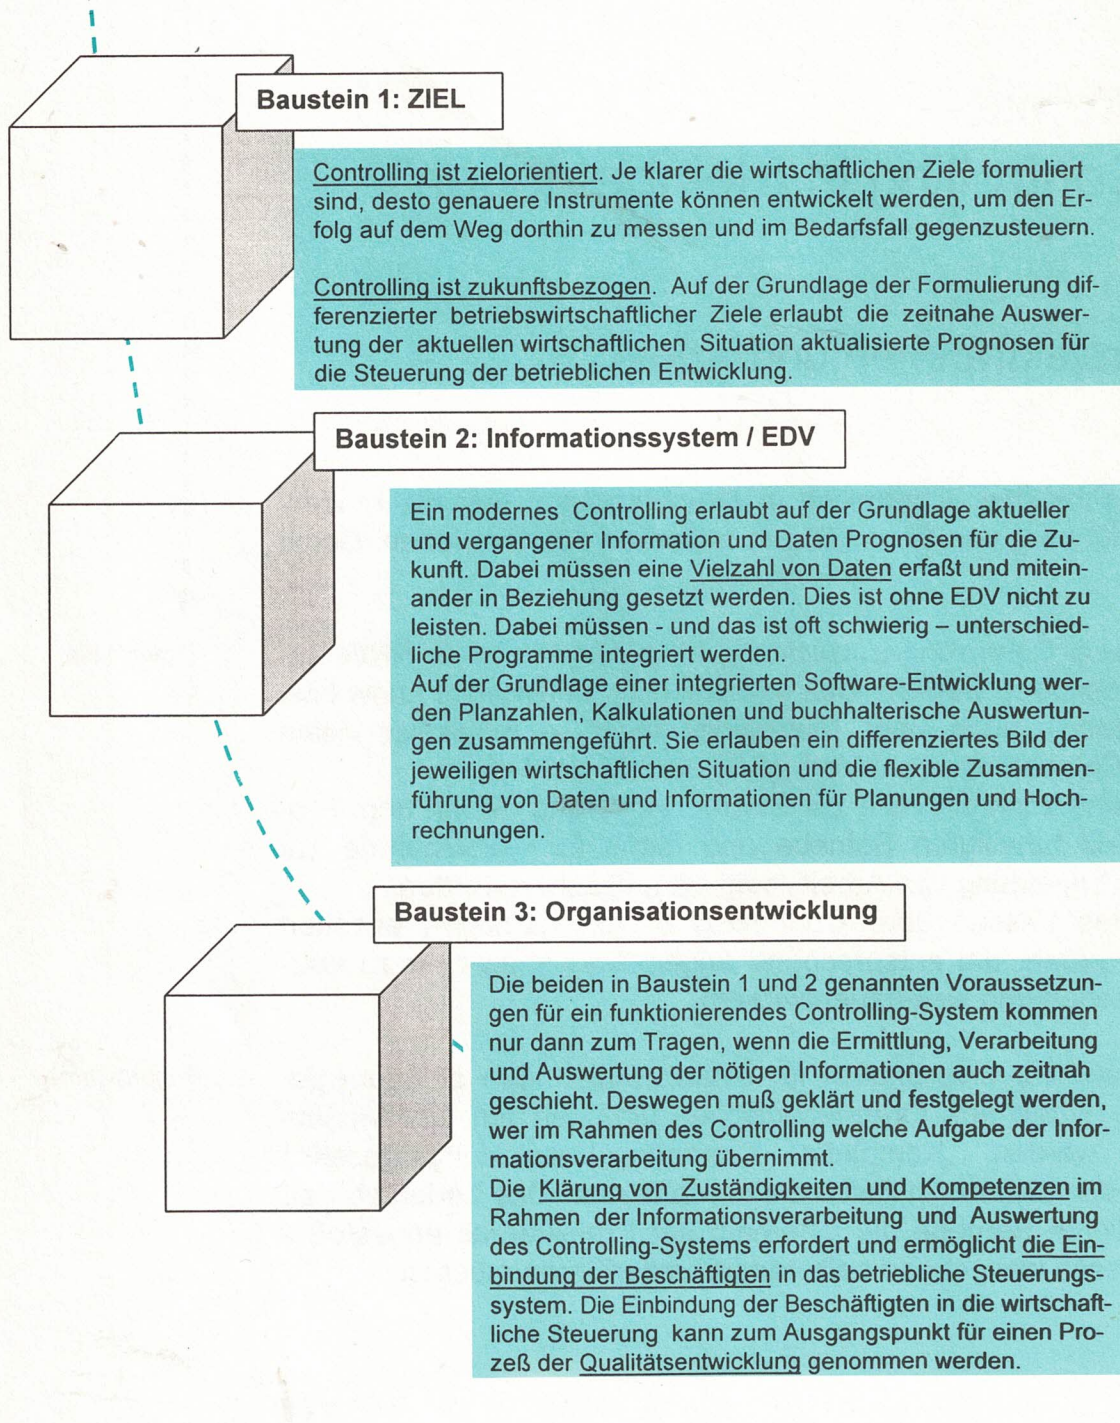 Baustein 1: ZIEL
Controlling ist zielorientiert. Je klarer die wirtschaftlichen Ziele formuliert
sind, desto genauere Instrumente können entwickelt werden, um den Er-
folg auf dem Weg dorthin zu messen und im Bedarfsfall gegenzusteuern.
Controlling ist zukunftsbezogen. Auf der Grundlage der Formulierung dif-
ferenzierter betriebswirtschaftlicher Ziele erlaubt die zeitnahe Auswer-
tung der aktuellen wirtschaftlichen Situation aktualisierte Prognosen für
die Steuerung der betrieblichen Entwicklung.
Baustein 2: Informationssystem / EDV
Ein modernes Controlling erlaubt auf der Grundlage aktueller
und vergangener Information und Daten Prognosen für die Zu-
kunft. Dabei müssen eine Vielzahl von Daten erfaßt und mitein-
ander in Beziehung gesetzt werden. Dies ist ohne EDV nicht zu
leisten. Dabei müssen - und das ist oft schwierig – unterschied-
liche Programme integriert werden.
Auf der Grundlage einer integrierten Software-Entwicklung wer-
den Planzahlen, Kalkulationen und buchhalterische Auswertun-
gen zusammengeführt. Sie erlauben ein differenziertes Bild der
jeweiligen wirtschaftlichen Situation und die flexible Zusammen-
führung von Daten und Informationen für Planungen und Hoch-
rechnungen.
Baustein 3: Organisationsentwicklung
Die beiden in Baustein 1 und 2 genannten Voraussetzun-
gen für ein funktionierendes Controlling-System kommen
nur dann zum Tragen, wenn die Ermittlung, Verarbeitung
und Auswertung der nötigen Informationen auch zeitnah
geschieht. Deswegen muß geklärt und festgelegt werden,
wer im Rahmen des Controlling welche Aufgabe der Infor-
mationsverarbeitung übernimmt.
Die Klärung von Zuständigkeiten und Kompetenzen im
Rahmen der Informationsverarbeitung und Auswertung
des Controlling-Systems erfordert und ermöglicht die Ein-
bindung der Beschäftigten in das betriebliche Steuerungs-
system. Die Einbindung der Beschäftigten in die wirtschaft-
liche Steuerung kann zum Ausgangspunkt für einen Pro-
zeß der Qualitätsentwicklung genommen werden.